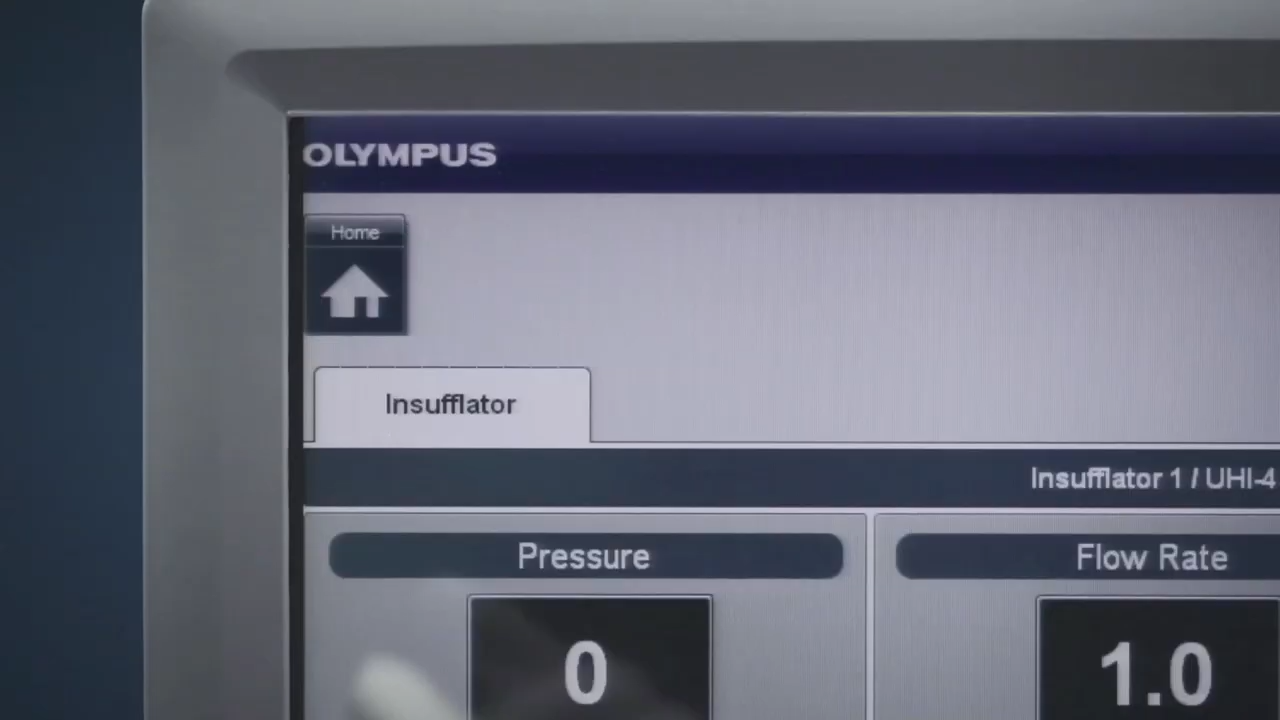 OLYMPUS
Home
Insufflator
Insufflator 1 / UHI-4
Pressure
Flow Rate
0
1.0